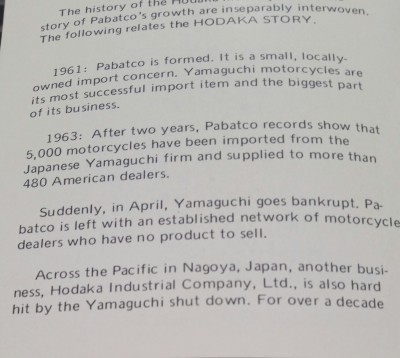 The history of the
story of Pabatco's growth are inseparably interwoven.
The following relates the HODAKA STORY.
1961: Pabatco is formed. It is a small, locally-
owned import concern. Yamaguchi motorcycles are
its most successful import item and the biggest part
of its business.
1963: After two years, Pabatco records show that
5,000 motorcycles have been imported from the
Japanese Yamaguchi firm and supplied to more than
480 American dealers.
Suddenly, in April, Yamaguchi goes bankrupt. Pa-
batco is left with an established network of motorcycle
dealers who have no product to sell.
Across the Pacific in Nagoya, Japan, another busi-
ness, Hodaka Industrial Company, Ltd., is also hard
hit by the Yamaguchi shut down. For over a decade